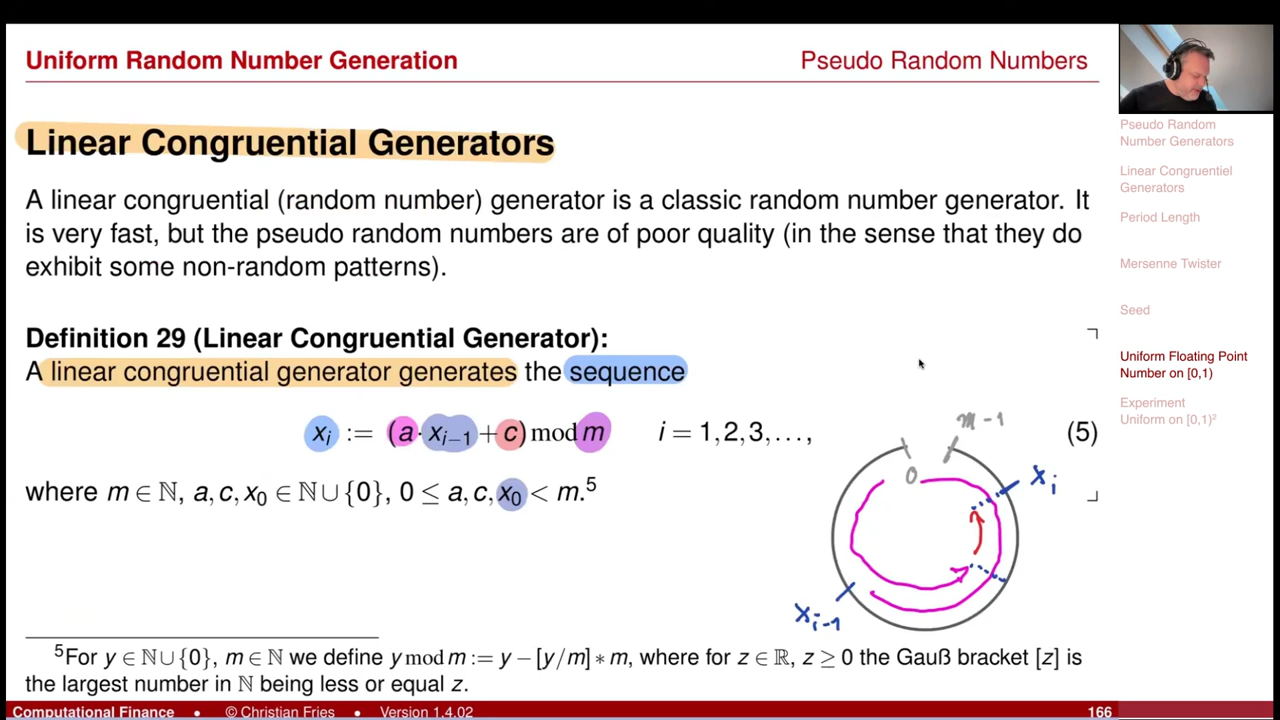 Uniform Random Number Generation
Pseudo Random Numbers
Linear Congruential Generators
A linear congruential (random number) generator is a classic random number generator. It
is very fast, but the pseudo random numbers are of poor quality (in the sense that they do
exhibit some non-random patterns).
Definition 29 (Linear Congruential Generator):
A linear congruential generator generates the sequence
xᵢ := (a · xᵢ₋₁ + c) mod m i = 1,2,3,..., (5)
where m ∈ ℕ, a, c, x₀ ∈ ℕ ∪ {0}, 0 ≤ a, c, x₀ < m.⁵
m-1
0
xᵢ
xᵢ₋₁
⁵For y ∈ ℕ ∪ {0}, m ∈ ℕ we define y mod m := y − [y/m] ∗ m, where for z ∈ ℝ, z ≥ 0 the Gauß bracket [z] is
the largest number in ℕ being less or equal z.
Pseudo Random
Number Generators
Linear Congruentiel
Generators
Period Length
Mersenne Twister
Seed
Uniform Floating Point
Number on [0,1)
Experiment
Uniform on [0,1)²
Computational Finance • © Christian Fries • Version 1.4.02
166